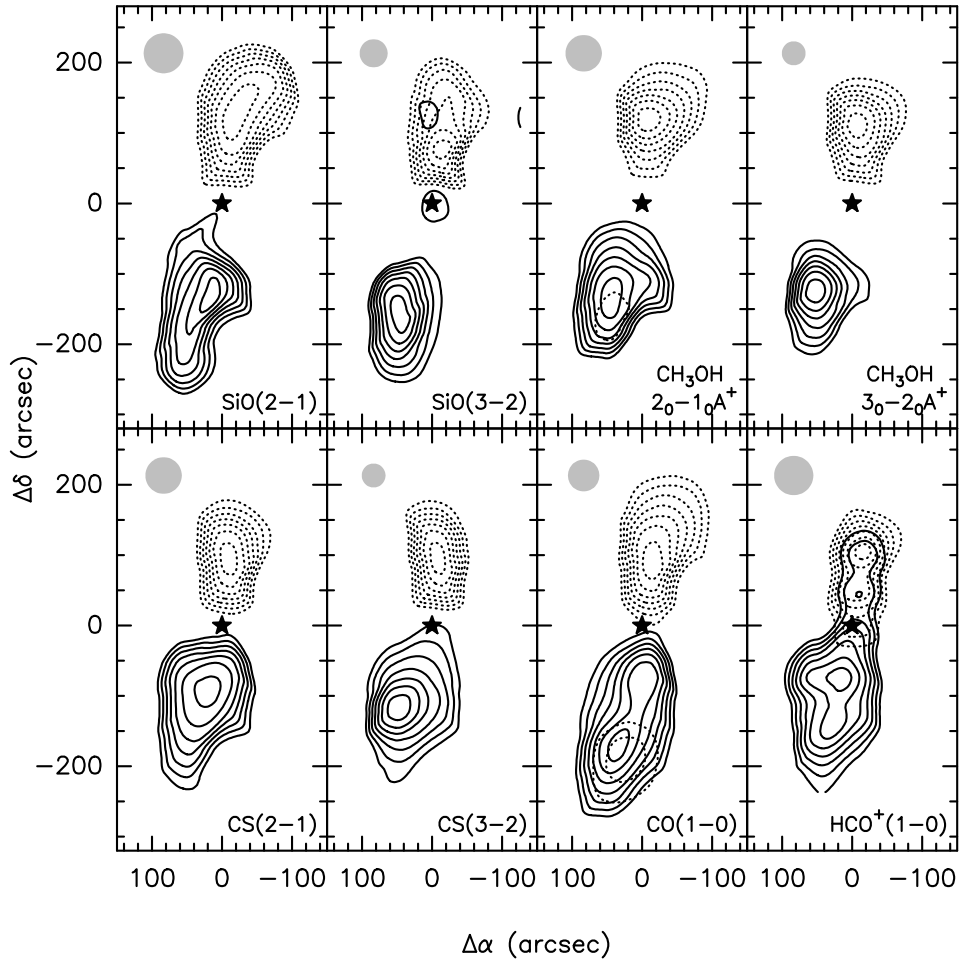 200
0
−200
SiO(2−1)
SiO(3−2)
CH₃OH
2₀−1₀A⁺
CH₃OH
3₀−2₀A⁺
Δδ (arcsec)
200
0
−200
CS(2−1)
CS(3−2)
CO(1−0)
HCO⁺(1−0)
100 0 −100 100 0 −100 100 0 −100 100 0 −100
Δα (arcsec)